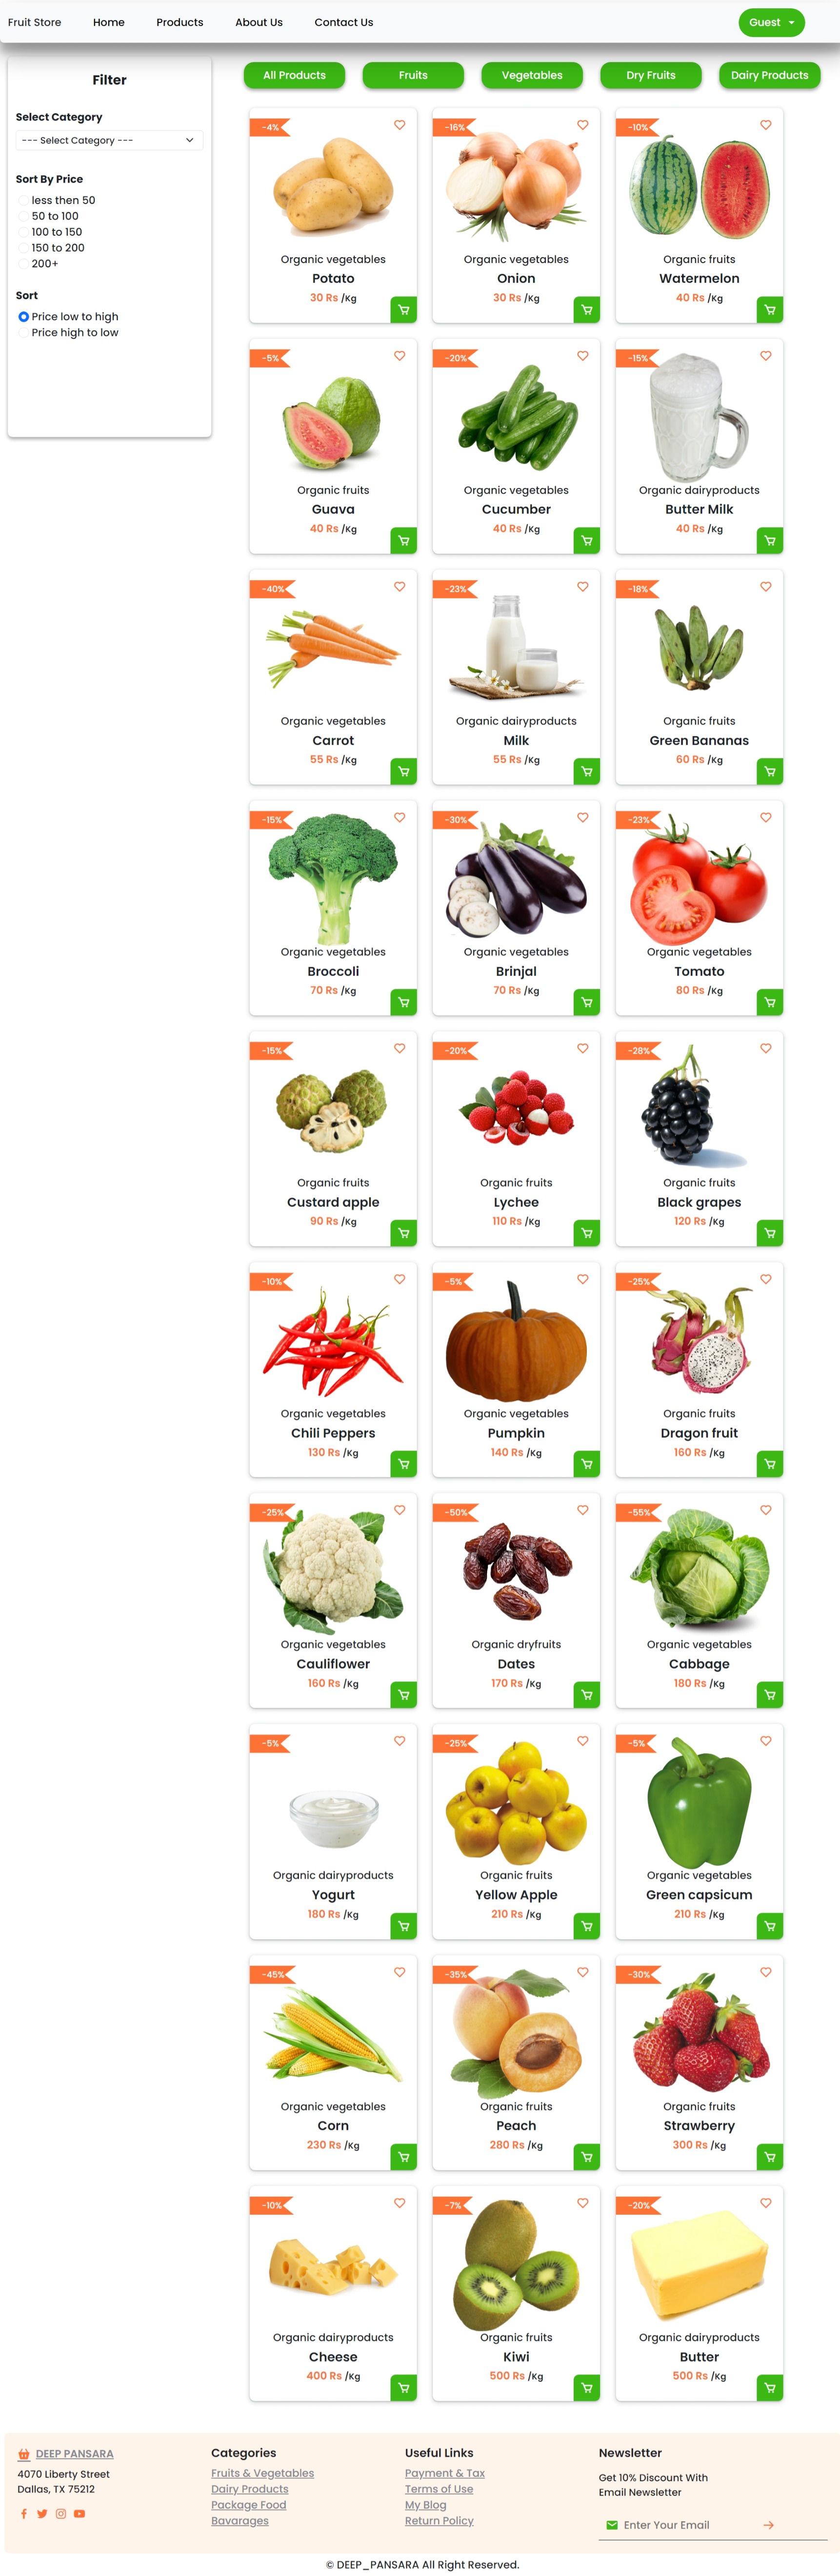 Fruit Store Home Products About Us Contact Us Guest
Filter
Select Category
--- Select Category ---
Sort By Price
less then 50
50 to 100
100 to 150
150 to 200
200+
Sort
Price low to high
Price high to low
All Products Fruits Vegetables Dry Fruits Dairy Products
-4% -16% -10%
Organic vegetables Organic vegetables Organic fruits
Potato Onion Watermelon
30 Rs /Kg 30 Rs /Kg 40 Rs /Kg
-5% -20% -15%
Organic fruits Organic vegetables Organic dairyproducts
Guava Cucumber Butter Milk
40 Rs /Kg 40 Rs /Kg 40 Rs /Kg
-40% -23% -18%
Organic vegetables Organic dairyproducts Organic fruits
Carrot Milk Green Bananas
55 Rs /Kg 55 Rs /Kg 60 Rs /Kg
-15% -30% -23%
Organic vegetables Organic vegetables Organic vegetables
Broccoli Brinjal Tomato
70 Rs /Kg 70 Rs /Kg 80 Rs /Kg
-15% -20% -28%
Organic fruits Organic fruits Organic fruits
Custard apple Lychee Black grapes
90 Rs /Kg 110 Rs /Kg 120 Rs /Kg
-10% -5% -25%
Organic vegetables Organic vegetables Organic fruits
Chili Peppers Pumpkin Dragon fruit
130 Rs /Kg 140 Rs /Kg 160 Rs /Kg
-25% -50% -55%
Organic vegetables Organic dryfruits Organic vegetables
Cauliflower Dates Cabbage
160 Rs /Kg 170 Rs /Kg 180 Rs /Kg
-5% -25% -5%
Organic dairyproducts Organic fruits Organic vegetables
Yogurt Yellow Apple Green capsicum
180 Rs /Kg 210 Rs /Kg 210 Rs /Kg
-45% -35% -30%
Organic vegetables Organic fruits Organic fruits
Corn Peach Strawberry
230 Rs /Kg 280 Rs /Kg 300 Rs /Kg
-10% -7% -20%
Organic dairyproducts Organic fruits Organic dairyproducts
Cheese Kiwi Butter
400 Rs /Kg 500 Rs /Kg 500 Rs /Kg
DEEP PANSARA
4070 Liberty Street
Dallas, TX 75212
Categories
Fruits & Vegetables
Dairy Products
Package Food
Bavarages
Useful Links
Payment & Tax
Terms of Use
My Blog
Return Policy
Newsletter
Get 10% Discount With
Email Newsletter
Enter Your Email
© DEEP_PANSARA All Right Reserved.